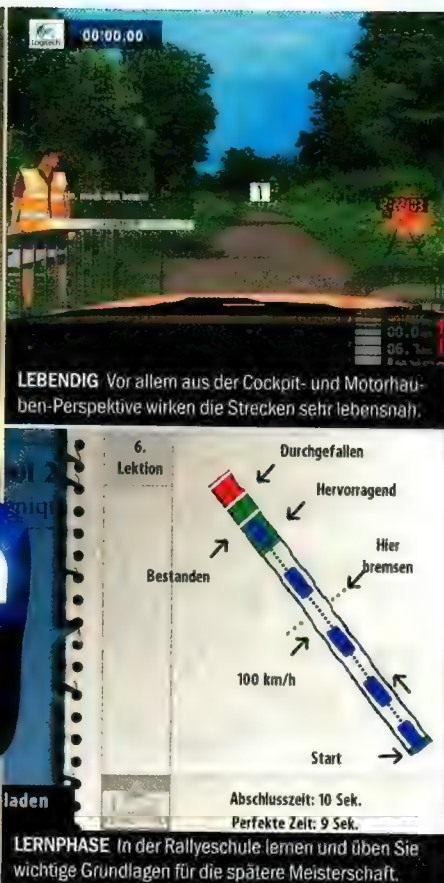 Logitech
00:00.00
1
LEBENDIG Vor allem aus der Cockpit- und Motorhau-
ben-Perspektive wirken die Strecken sehr lebensnah.
6.
Lektion
Durchgefallen
Hervorragend
Hier
bremsen
Bestanden
100 km/h
Start
laden
Abschlusszeit: 10 Sek.
Perfekte Zeit: 9 Sek.
LERNPHASE In der Rallyeschule lernen und üben Sie
wichtige Grundlagen für die spätere Meisterschaft.